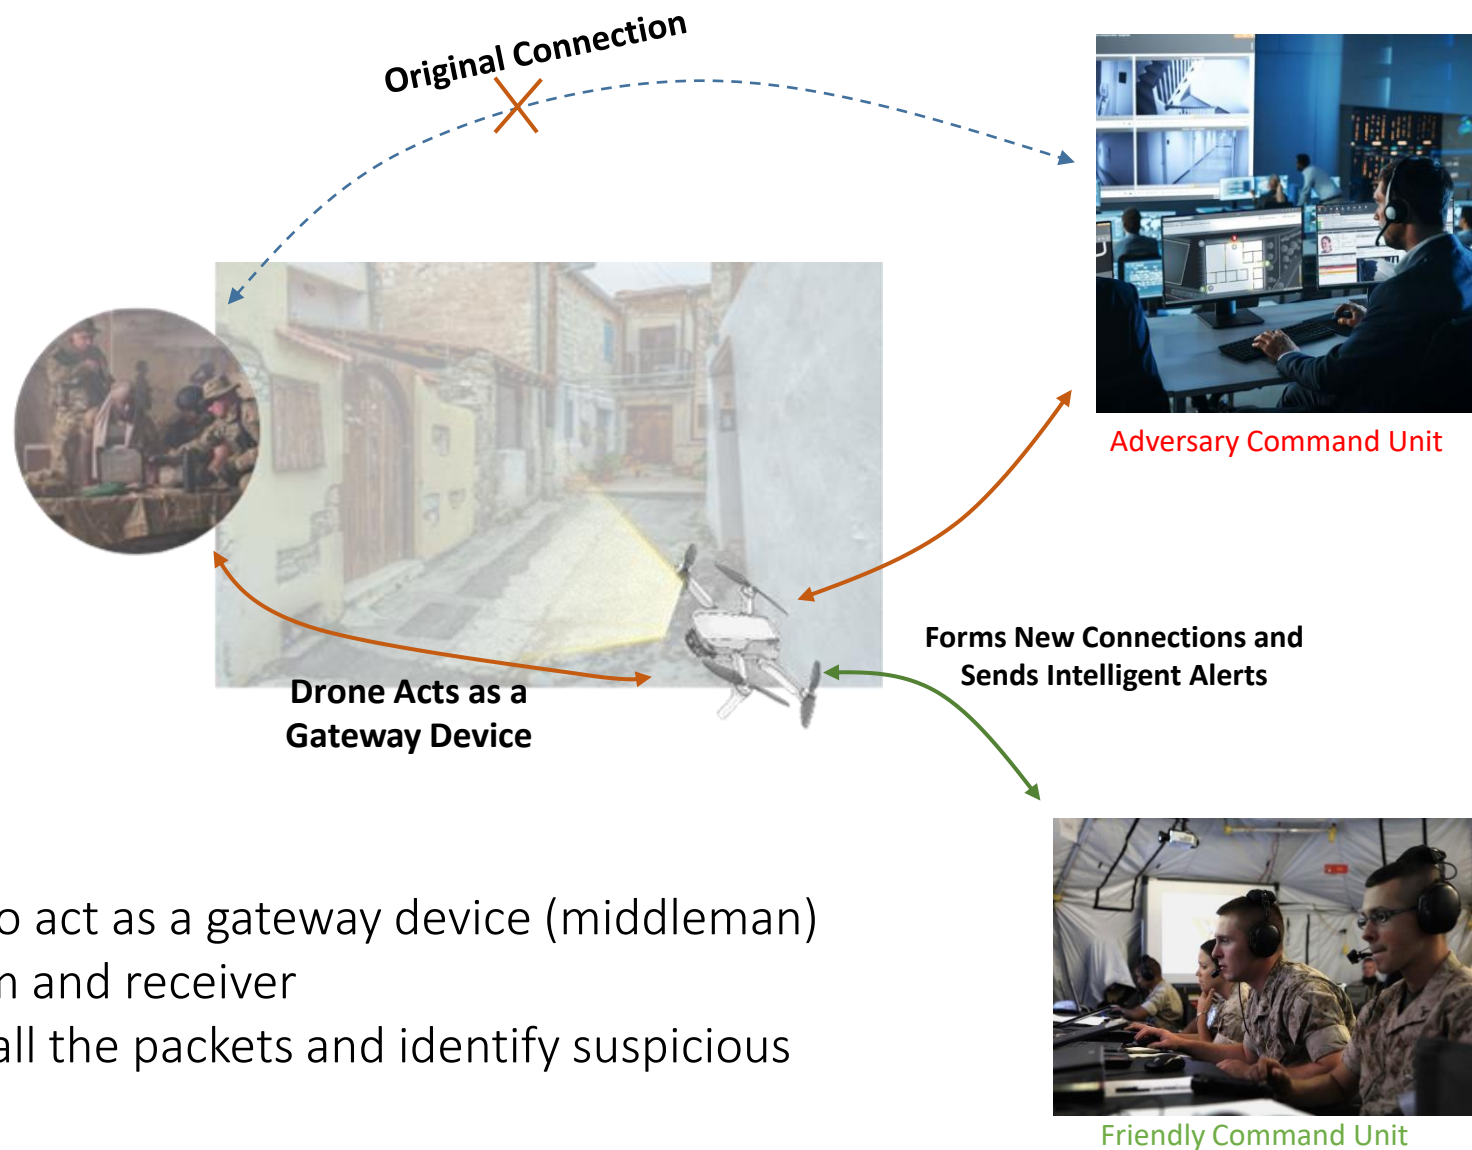 Original Connection
Adversary Command Unit
Forms New Connections and
Sends Intelligent Alerts
Drone Acts as a
Gateway Device
o act as a gateway device (middleman)
n and receiver
all the packets and identify suspicious
Friendly Command Unit